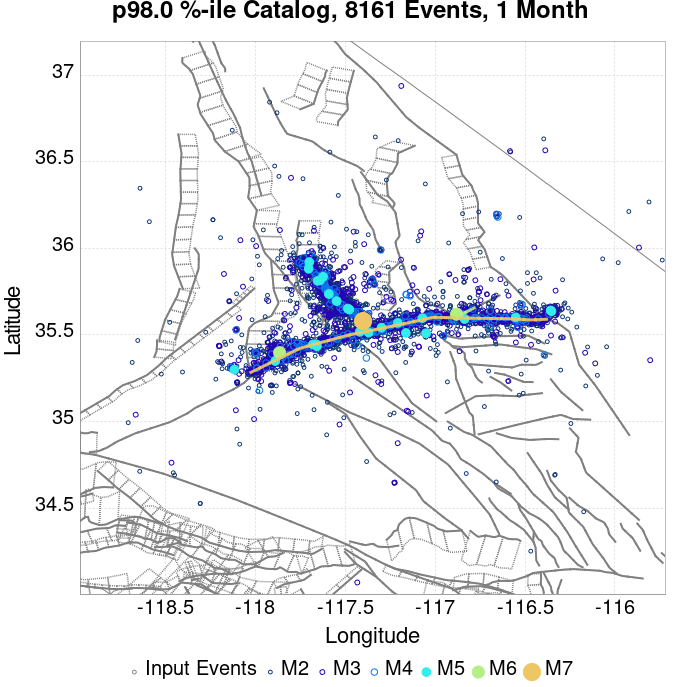 p98.0 %-ile Catalog, 8161 Events, 1 Month
37
36.5
36
35.5
35
34.5
Latitude
-118.5 -118 -117.5 -117 -116.5 -116
Longitude
Input Events M2 M3 M4 M5 M6 M7